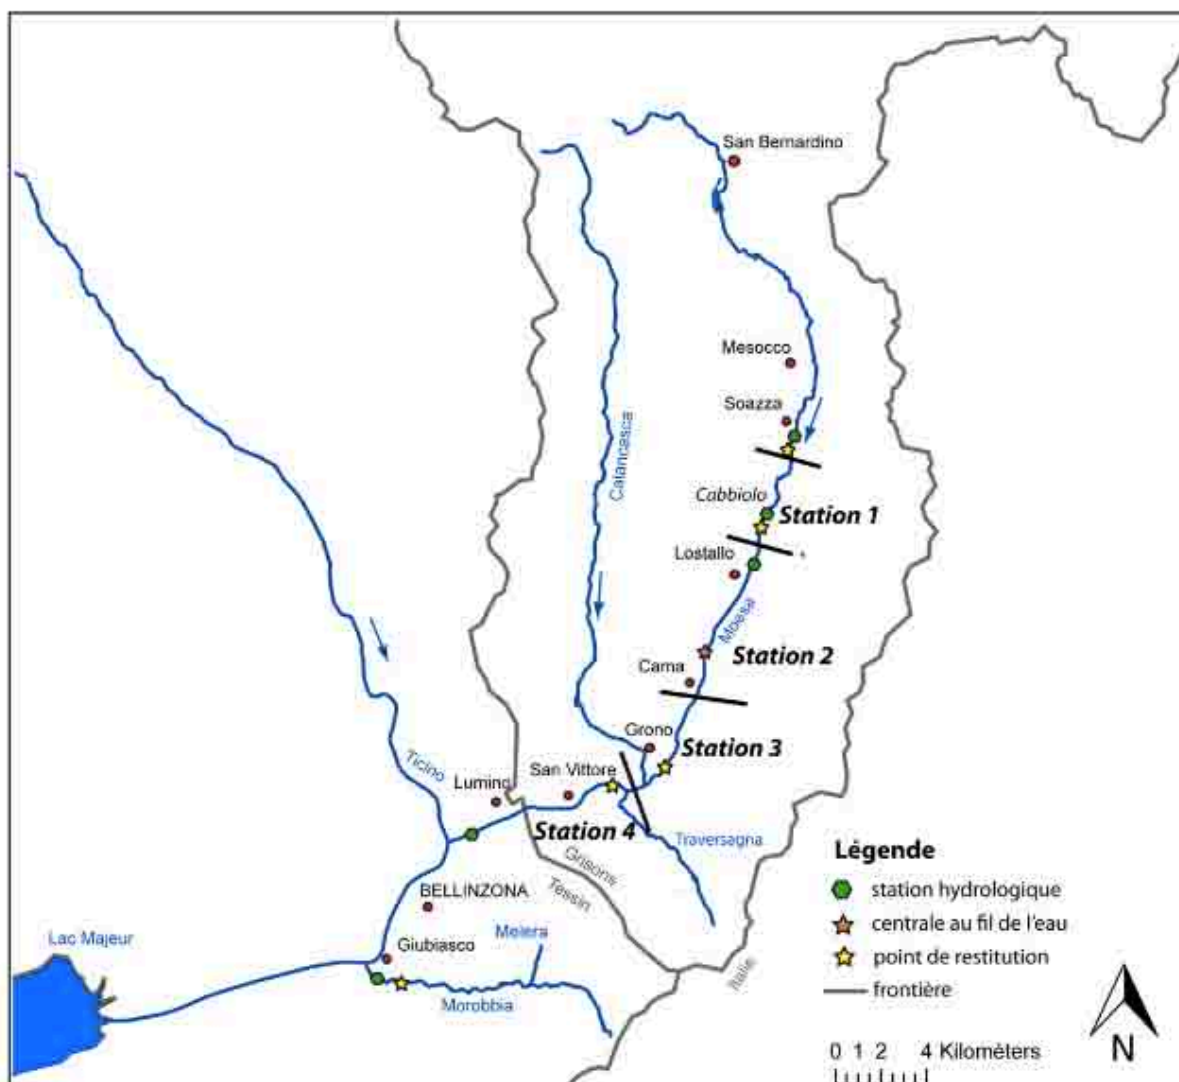 San Bernardino
Mesocco
Soazza
Calancasca
Cabbiolo
Station 1
Lostallo
Moesa
Station 2
Cama
Grono
Station 3
Ticino
Lumino
San Vittore
Station 4
Traversagna
Grisons
Tessin
BELLINZONA
Melera
Lac Majeur
Giubiasco
Morobbia
Italie
Légende
station hydrologique
centrale au fil de l'eau
point de restitution
frontière
0 1 2 4 Kilométers
N